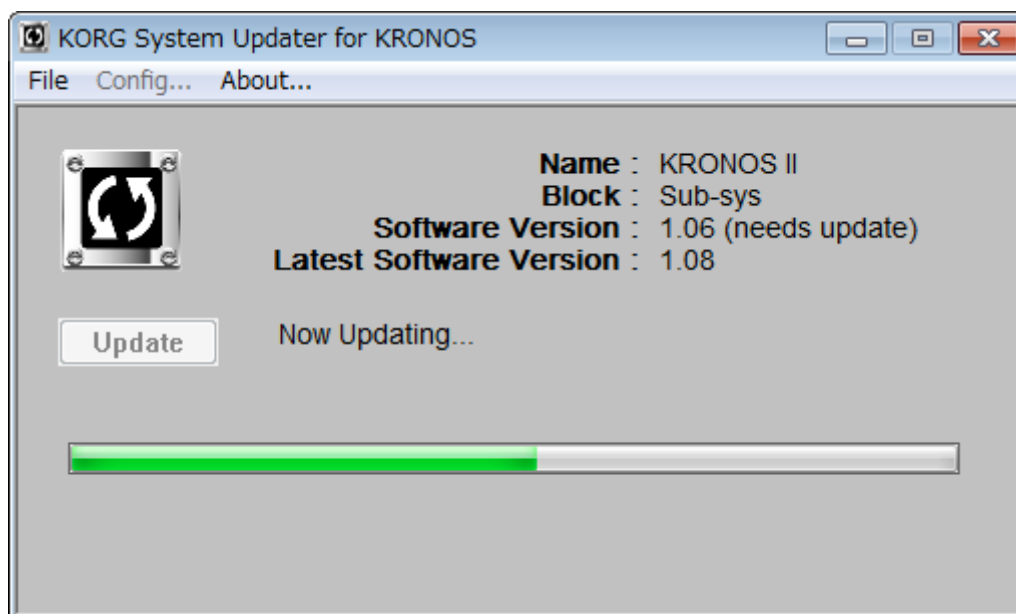 KORG System Updater for KRONOS
File Config... About...
Name : KRONOS II
Block : Sub-sys
Software Version : 1.06 (needs update)
Latest Software Version : 1.08
Update
Now Updating...